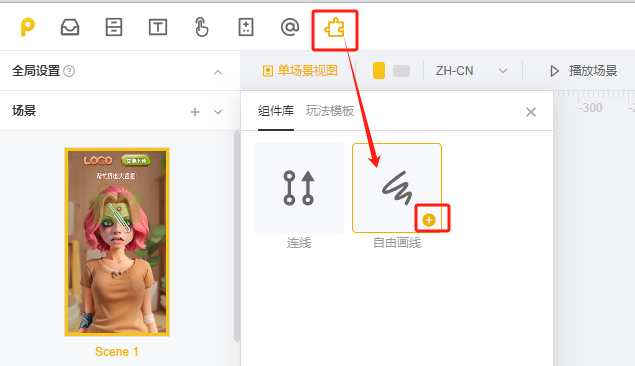 全局设置
单场景视图
ZH-CN
播放场景
场景
组件库
玩法模板
-300
LOGO
连线
自由画线
Scene 1